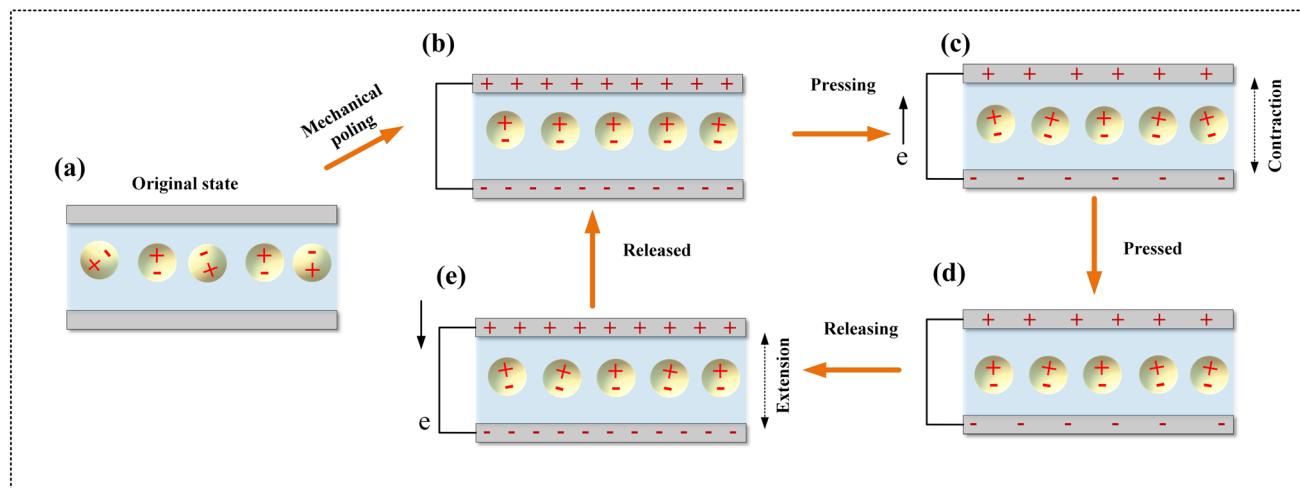 (a)
Original state
Mechanical
poling
(b)
+ + + + + + + + +
+ + + + +
- - - - -
- - - - - - - - - -
Pressing
(c)
e
+ + + + + +
+ + + + +
- - - - -
- - - - - -
Contraction
Pressed
(d)
+ + + + + +
+ + + + +
- - - - -
- - - - - -
Releasing
(e)
e
+ + + + + + + + +
+ + + + +
- - - - -
- - - - - - - - - -
Extension
Released